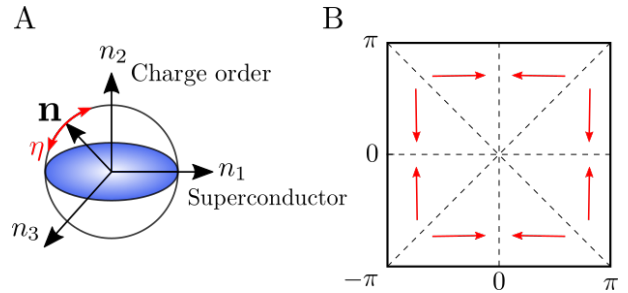 A
n₂
Charge order
n
η
n₁
Superconductor
n₃
B
π
0
−π
0
π